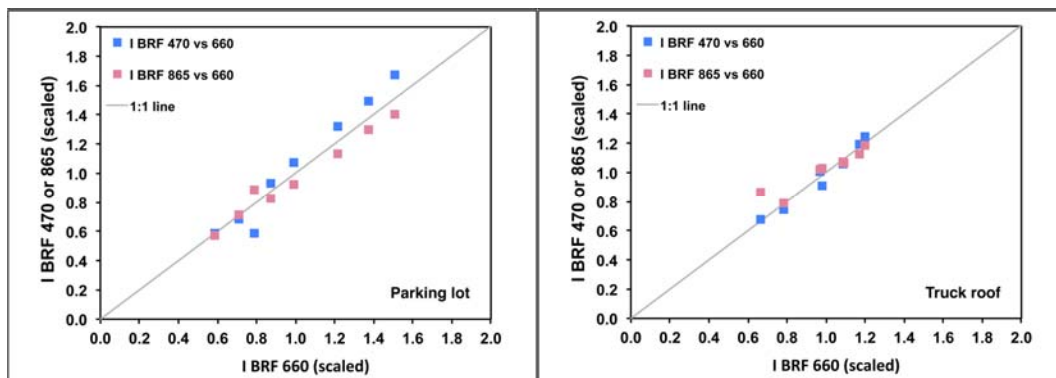 I BRF 470 vs 660
I BRF 865 vs 660
1:1 line
2.0
1.8
1.6
1.4
1.2
1.0
0.8
0.6
0.4
0.2
0.0
I BRF 470 or 865 (scaled)
Parking lot
0.0 0.2 0.4 0.6 0.8 1.0 1.2 1.4 1.6 1.8 2.0
I BRF 660 (scaled)
I BRF 470 vs 660
I BRF 865 vs 660
1:1 line
2.0
1.8
1.6
1.4
1.2
1.0
0.8
0.6
0.4
0.2
0.0
I BRF 470 or 865 (scaled)
Truck roof
0.0 0.2 0.4 0.6 0.8 1.0 1.2 1.4 1.6 1.8 2.0
I BRF 660 (scaled)